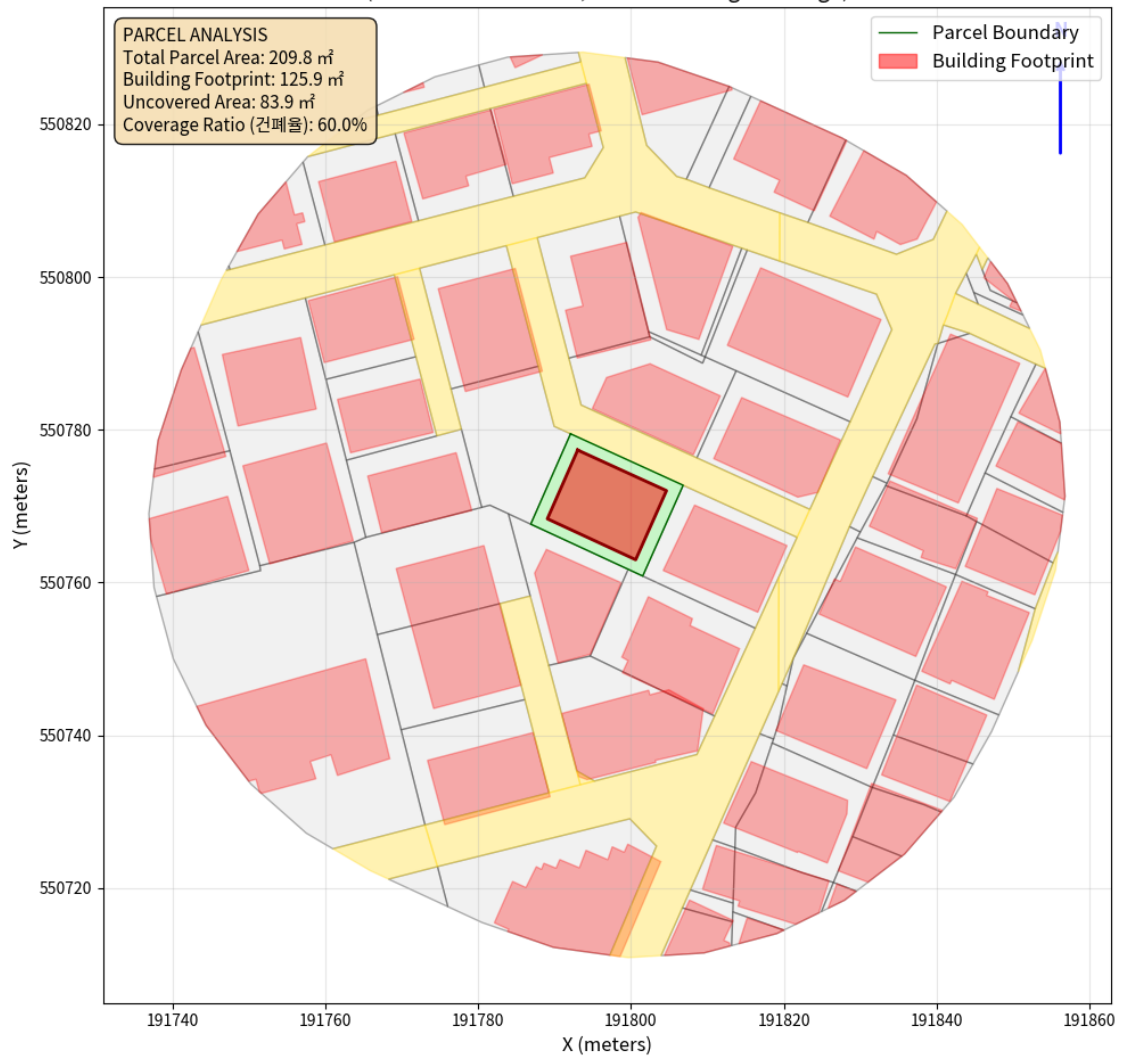 PARCEL ANALYSIS
Total Parcel Area: 209.8 ㎡
Building Footprint: 125.9 ㎡
Uncovered Area: 83.9 ㎡
Coverage Ratio (건폐율): 60.0%
Parcel Boundary
Building Footprint
N
550820
550800
550780
550760
550740
550720
Y (meters)
191740
191760
191780
191800
191820
191840
191860
X (meters)